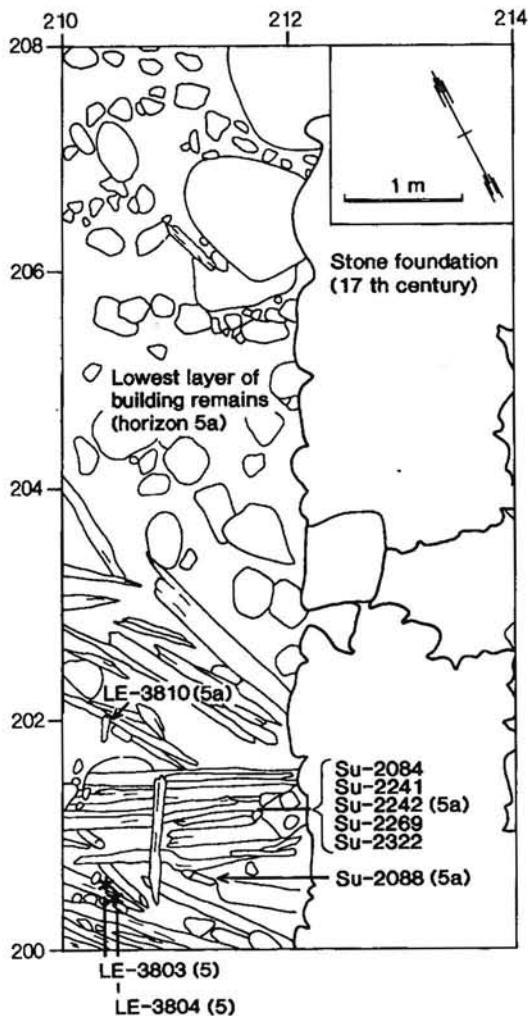 210 212 214
208
1 m
206
Stone foundation
(17 th century)
Lowest layer of
building remains
(horizon 5a)
204
LE-3810 (5a)
202
Su-2084
Su-2241
Su-2242 (5a)
Su-2269
Su-2322
Su-2088 (5a)
200
LE-3803 (5)
LE-3804 (5)